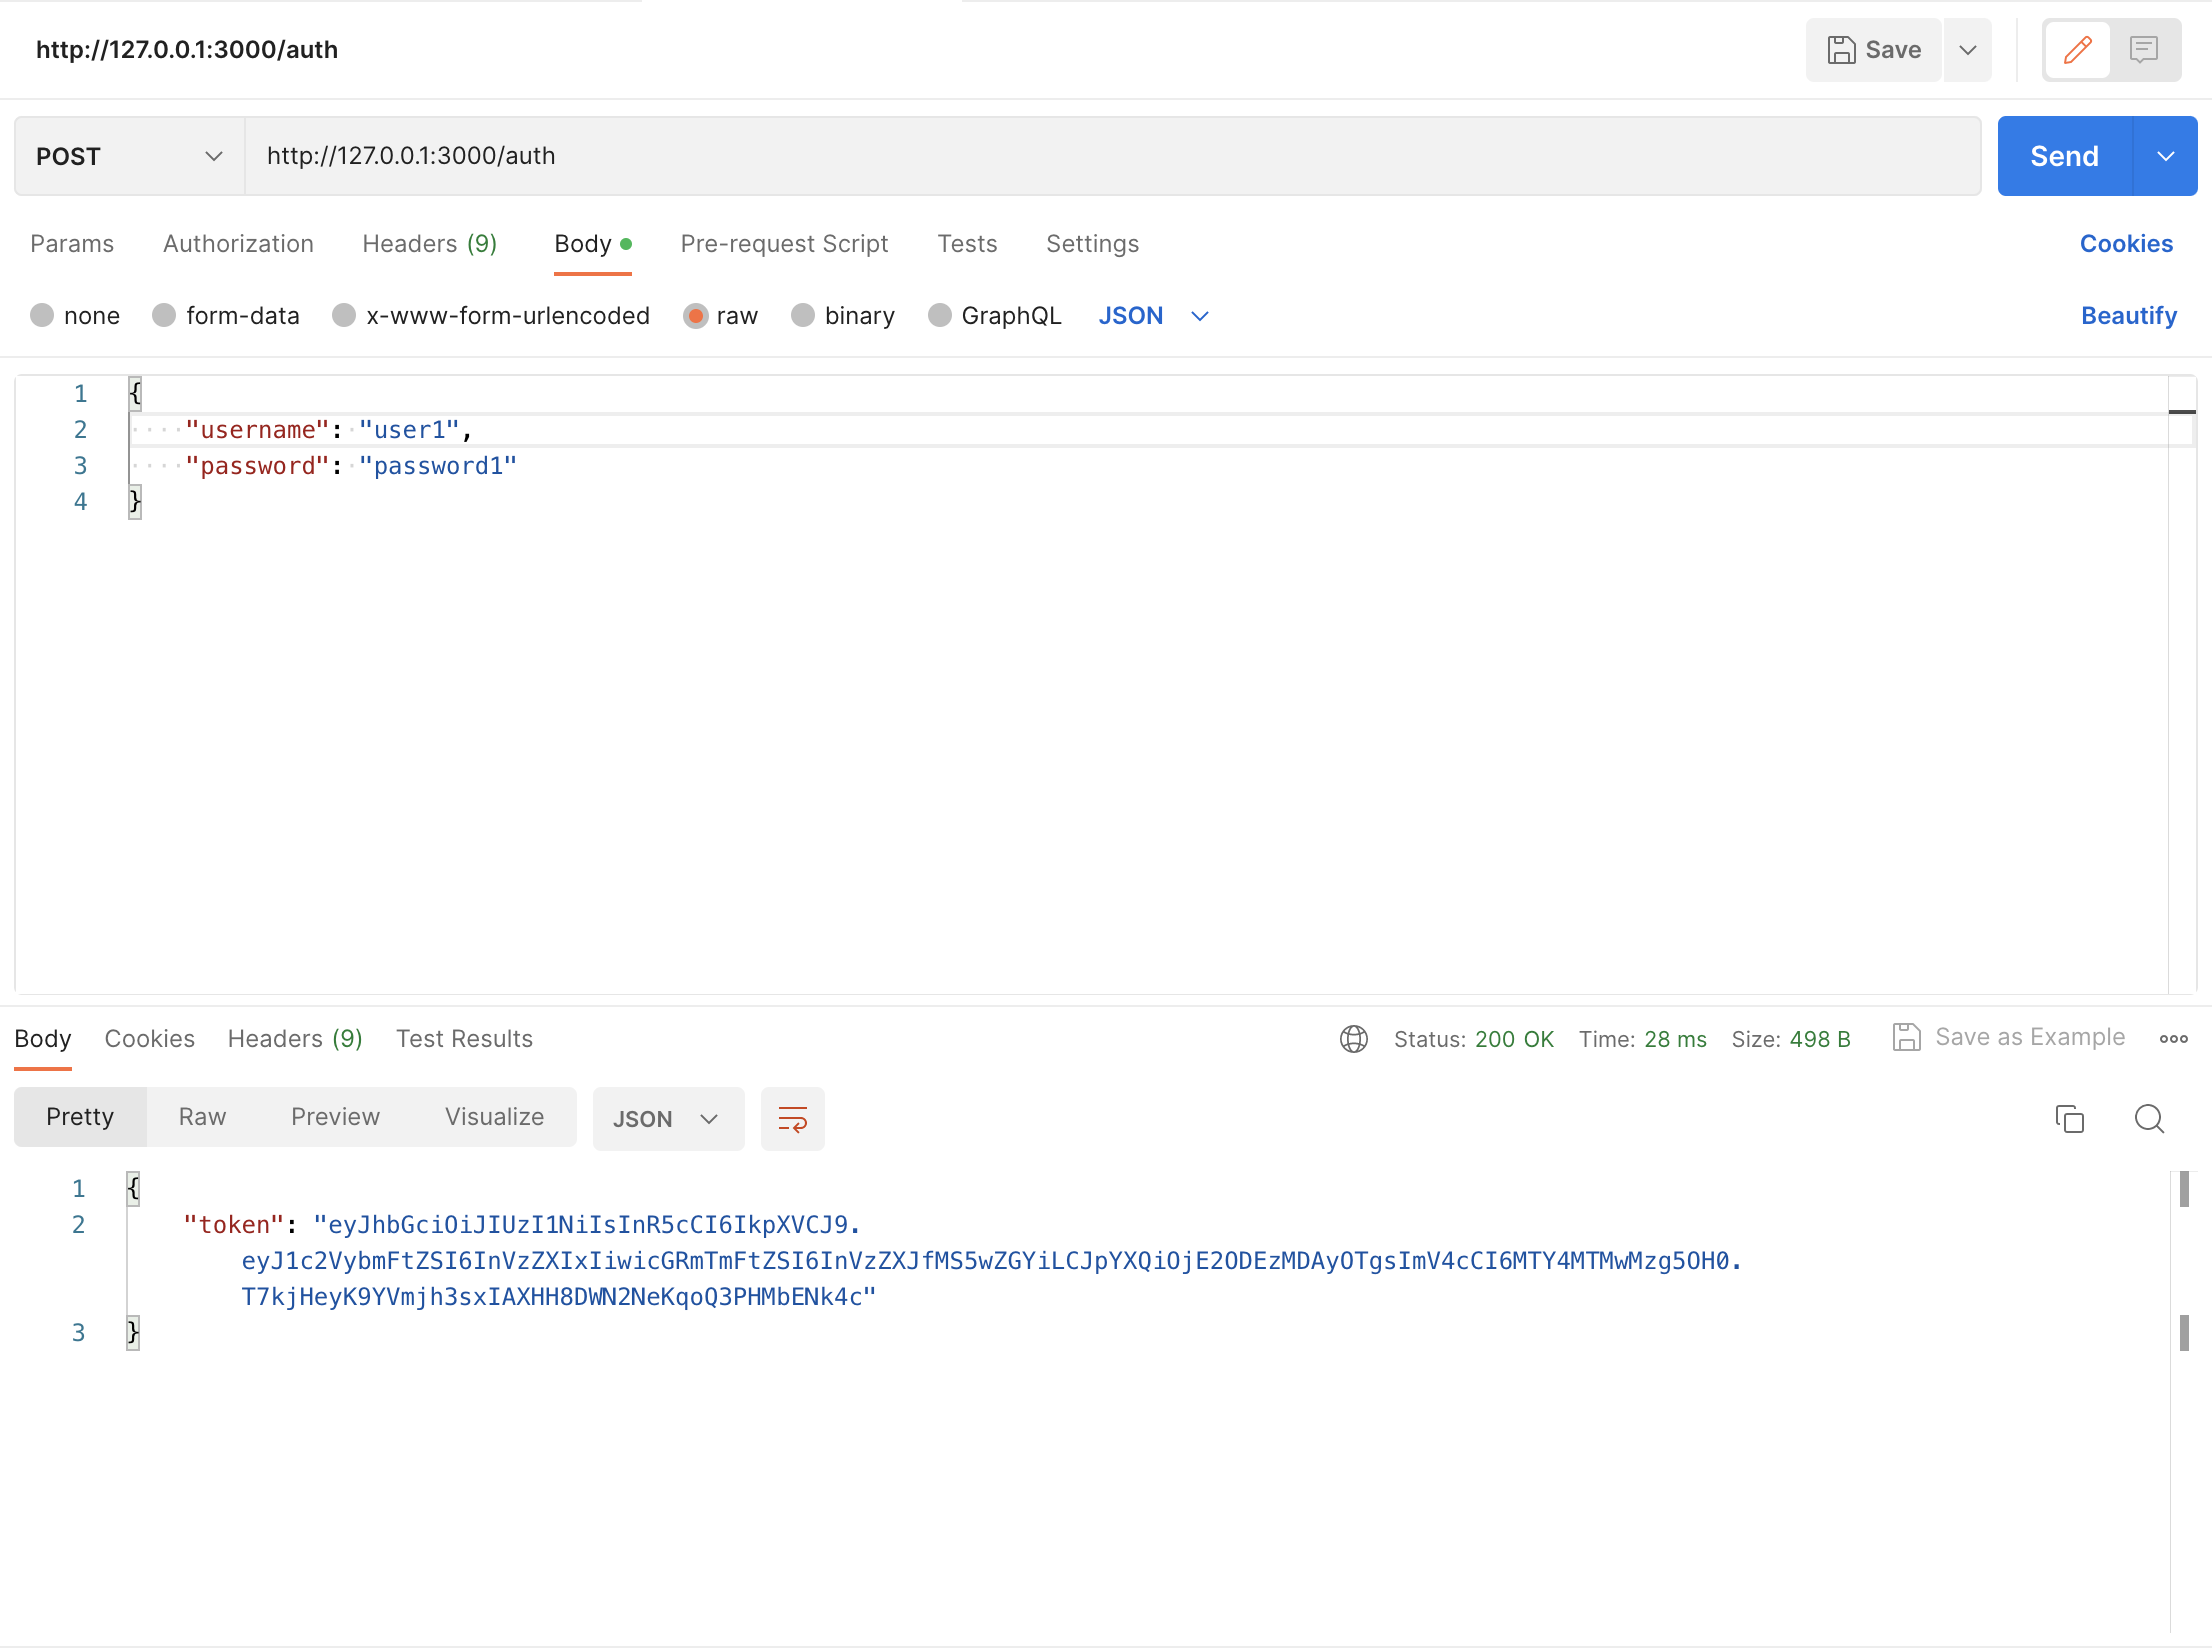 http://127.0.0.1:3000/auth
Save
POST
http://127.0.0.1:3000/auth
Send
Params Authorization Headers (9) Body Pre-request Script Tests Settings Cookies
none form-data x-www-form-urlencoded raw binary GraphQL JSON Beautify
1 {
2 "username": "user1",
3 "password": "password1"
4 }
Body Cookies Headers (9) Test Results Status: 200 OK Time: 28 ms Size: 498 B Save as Example
Pretty Raw Preview Visualize JSON
1 {
2 "token": "eyJhbGciOiJIUzI1NiIsInR5cCI6IkpXVCJ9.
eyJ1c2VybmFtZSI6InVzZXIxIiwicGRmTmFtZSI6InVzZXJfMS5wZGYiLCJpYXQiOjE2ODEzMDAyOTgsImV4cCI6MTY4MTMwMzg5OH0.
T7kjHeyK9YVmjh3sxIAXHH8DWN2NeKqoQ3PHMbENk4c"
3 }